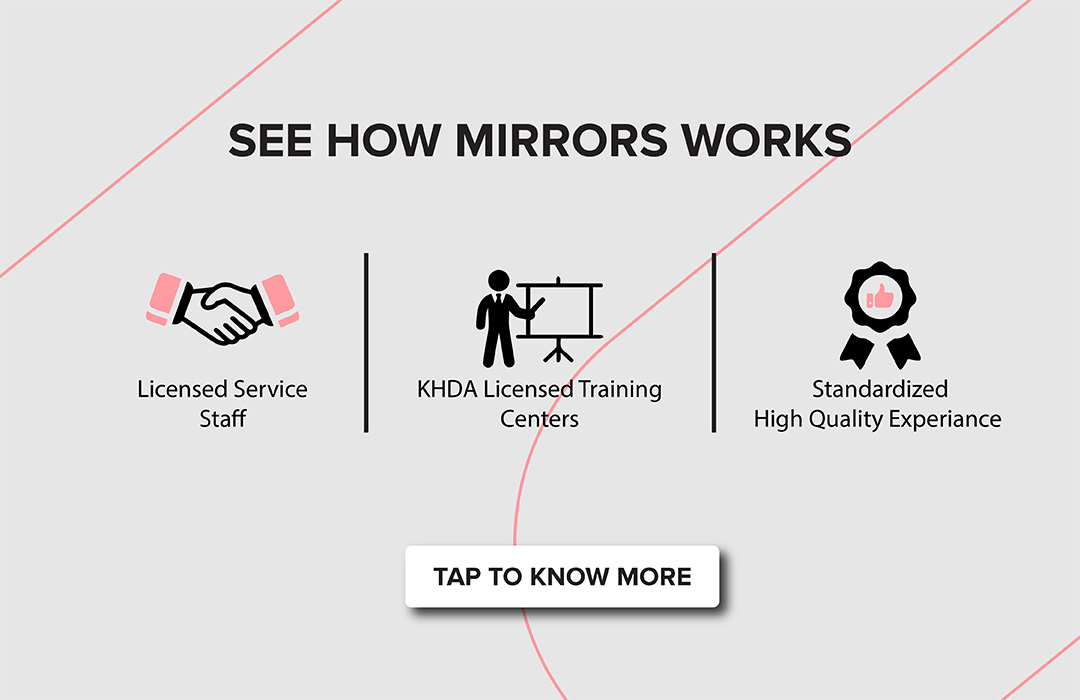 SEE HOW MIRRORS WORKS
Licensed Service
Staff
KHDA Licensed Training
Centers
Standardized
High Quality Experiance
TAP TO KNOW MORE